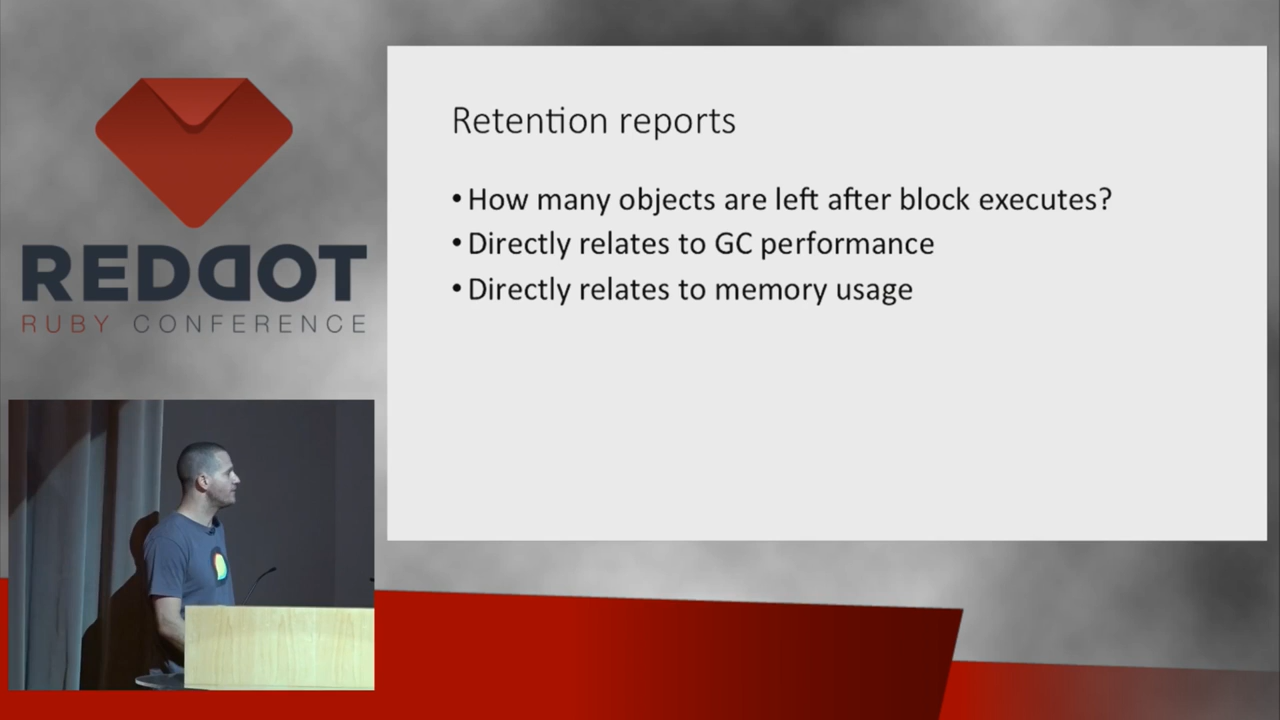 REDDOT
RUBY CONFERENCE
Retention reports
• How many objects are left after block executes?
• Directly relates to GC performance
• Directly relates to memory usage